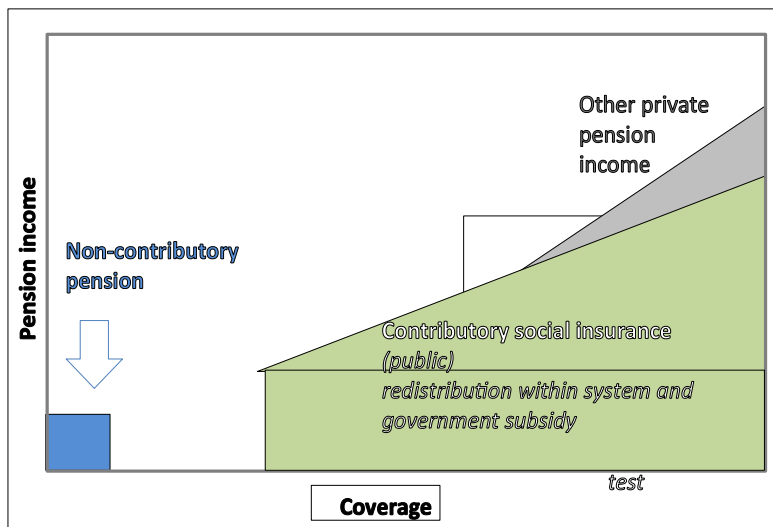 Other private
pension
income
Pension income
Non-contributory
pension
Contributory social insurance
(public)
redistribution within system and
government subsidy
test
Coverage